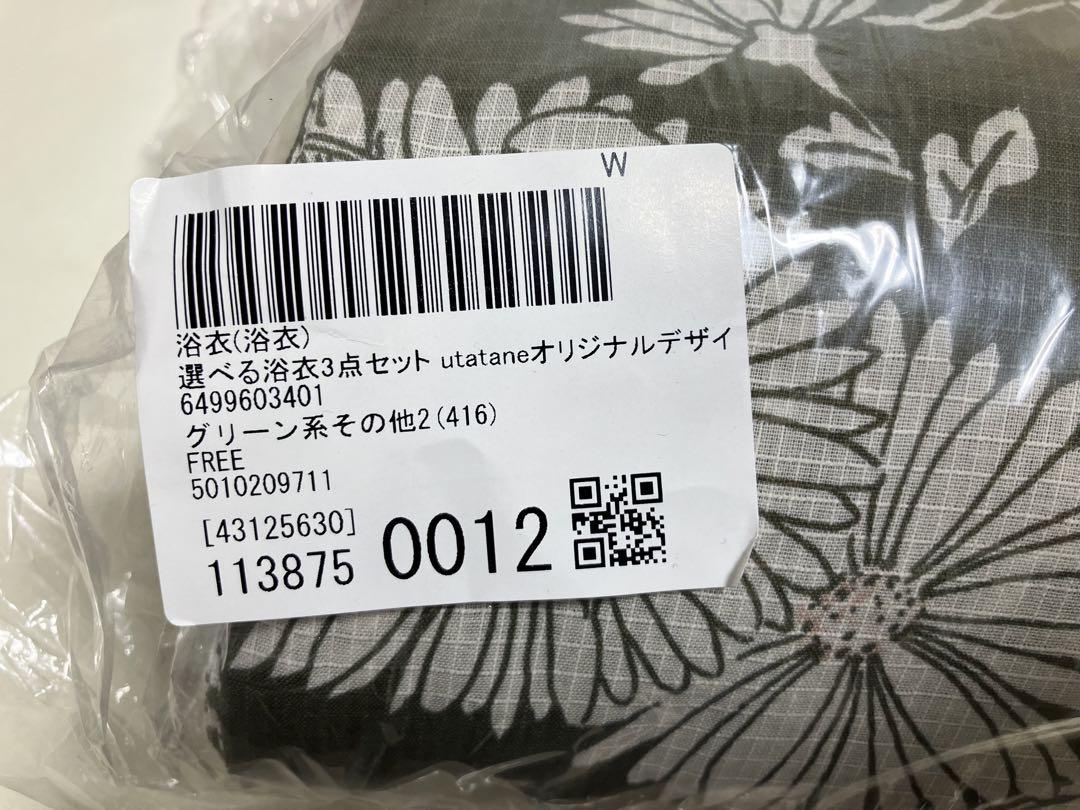 W
浴衣(浴衣)
選べる浴衣3点セット utataneオリジナルデザイ
6499603401
グリーン系その他2(416)
FREE
5010209711
[43125630]
113875 0012